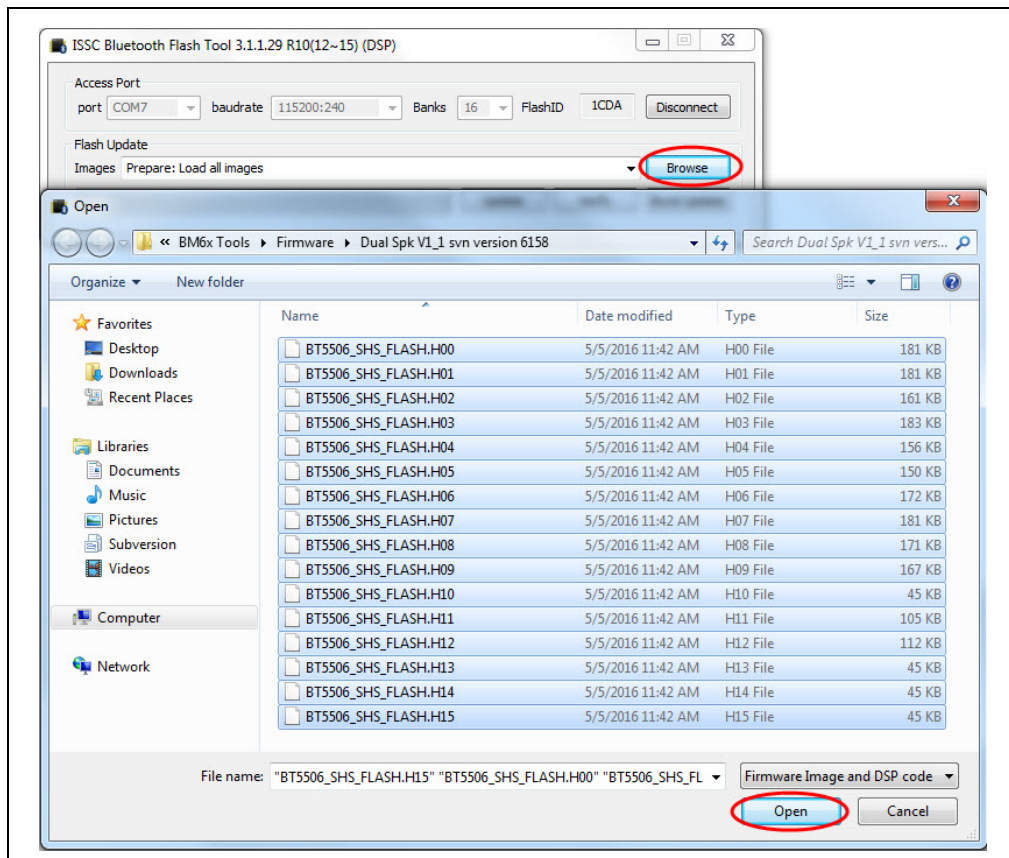 ISSC Bluetooth Flash Tool 3.1.1.29 R10(12~15) (DSP)
Access Port
port COM7 baudrate 115200:240 Banks 16 FlashID 1CDA Disconnect
Flash Update
Images Prepare: Load all images Browse
Open
« BM6x Tools Firmware Dual Spk V1_1 svn version 6158 Search Dual Spk V1_1 svn vers...
Organize New folder
Name Date modified Type Size
Favorites
Desktop
Downloads
Recent Places
Libraries
Documents
Music
Pictures
Subversion
Videos
Computer
Network
BT5506_SHS_FLASH.H00 5/5/2016 11:42 AM H00 File 181 KB
BT5506_SHS_FLASH.H01 5/5/2016 11:42 AM H01 File 181 KB
BT5506_SHS_FLASH.H02 5/5/2016 11:42 AM H02 File 161 KB
BT5506_SHS_FLASH.H03 5/5/2016 11:42 AM H03 File 183 KB
BT5506_SHS_FLASH.H04 5/5/2016 11:42 AM H04 File 156 KB
BT5506_SHS_FLASH.H05 5/5/2016 11:42 AM H05 File 150 KB
BT5506_SHS_FLASH.H06 5/5/2016 11:42 AM H06 File 172 KB
BT5506_SHS_FLASH.H07 5/5/2016 11:42 AM H07 File 181 KB
BT5506_SHS_FLASH.H08 5/5/2016 11:42 AM H08 File 171 KB
BT5506_SHS_FLASH.H09 5/5/2016 11:42 AM H09 File 167 KB
BT5506_SHS_FLASH.H10 5/5/2016 11:42 AM H10 File 45 KB
BT5506_SHS_FLASH.H11 5/5/2016 11:42 AM H11 File 105 KB
BT5506_SHS_FLASH.H12 5/5/2016 11:42 AM H12 File 112 KB
BT5506_SHS_FLASH.H13 5/5/2016 11:42 AM H13 File 45 KB
BT5506_SHS_FLASH.H14 5/5/2016 11:42 AM H14 File 45 KB
BT5506_SHS_FLASH.H15 5/5/2016 11:42 AM H15 File 45 KB
File name: "BT5506_SHS_FLASH.H15" "BT5506_SHS_FLASH.H00" "BT5506_SHS_FL Firmware Image and DSP code
Open Cancel